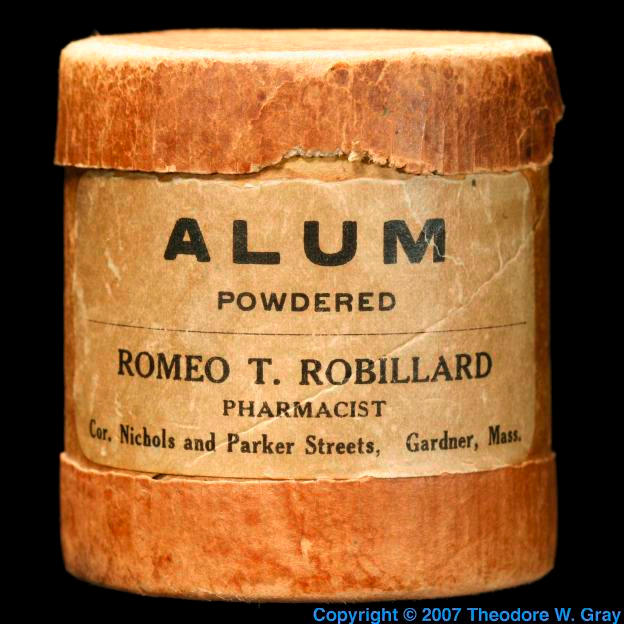 ALUM
POWDERED
ROMEO T. ROBILLARD
PHARMACIST
Cor. Nichols and Parker Streets, Gardner, Mass.
Copyright © 2007 Theodore W. Gray